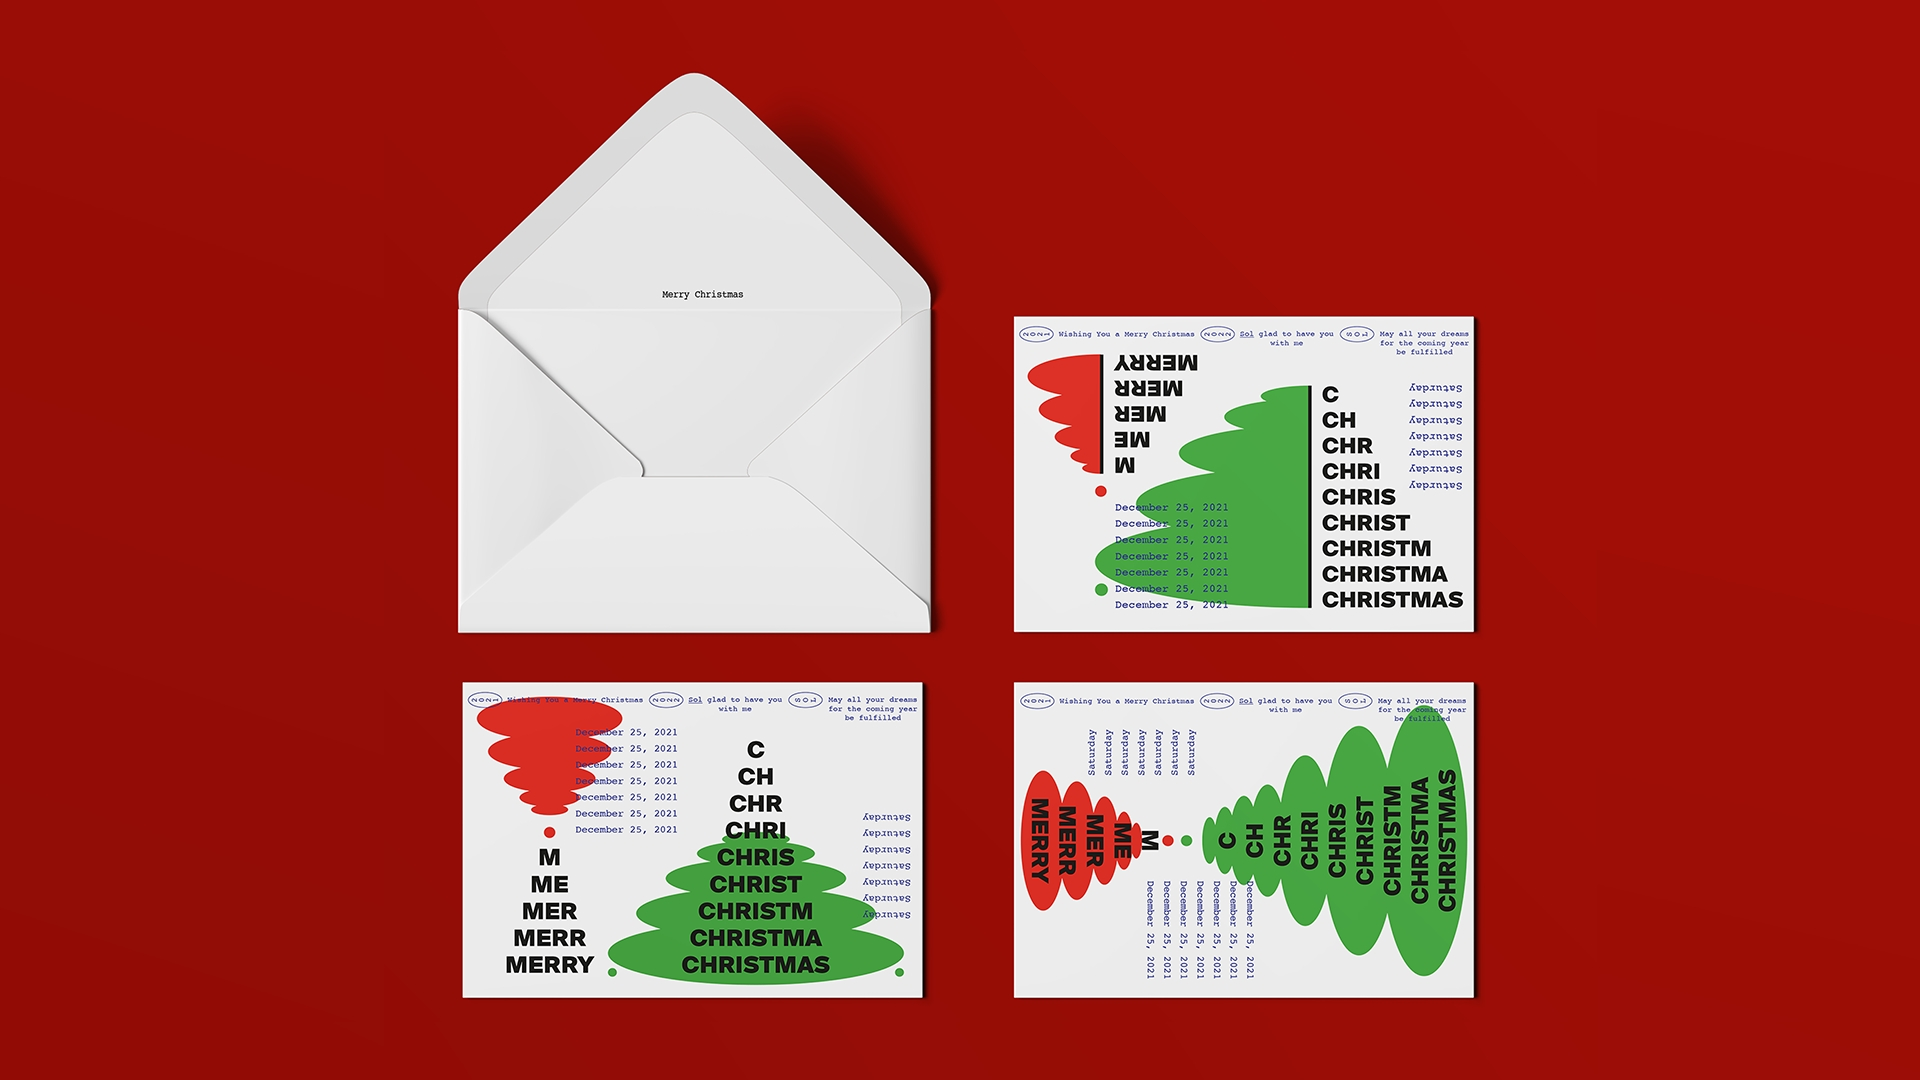 Merry Christmas
2021 Wishing You a Merry Christmas 2022 Sol glad to have you SOL May all your dreams
with me for the coming year
be fulfilled
MERRY
MERR
MER
ME
M
C
CH
CHR
CHRI
CHRIS
CHRIST
CHRISTM
CHRISTMA
CHRISTMAS
Saturday
Saturday
Saturday
Saturday
Saturday
Saturday
Saturday
December 25, 2021
December 25, 2021
December 25, 2021
December 25, 2021
December 25, 2021
December 25, 2021
December 25, 2021
2021 Wishing You a Merry Christmas 2022 Sol glad to have you SOL May all your dreams
with me for the coming year
be fulfilled
December 25, 2021
December 25, 2021
December 25, 2021
December 25, 2021
December 25, 2021
December 25, 2021
December 25, 2021
M
ME
MER
MERR
MERRY
C
CH
CHR
CHRI
CHRIS
CHRIST
CHRISTM
CHRISTMA
CHRISTMAS
Saturday
Saturday
Saturday
Saturday
Saturday
Saturday
Saturday
2021 Wishing You a Merry Christmas 2022 Sol glad to have you SOL May all your dreams
with me for the coming year
be fulfilled
Saturday
Saturday
Saturday
Saturday
Saturday
Saturday
Saturday
MERRY
MERR
MER
ME
M
C
CH
CHR
CHRI
CHRIS
CHRIST
CHRISTM
CHRISTMA
CHRISTMAS
December 25, 2021
December 25, 2021
December 25, 2021
December 25, 2021
December 25, 2021
December 25, 2021
December 25, 2021